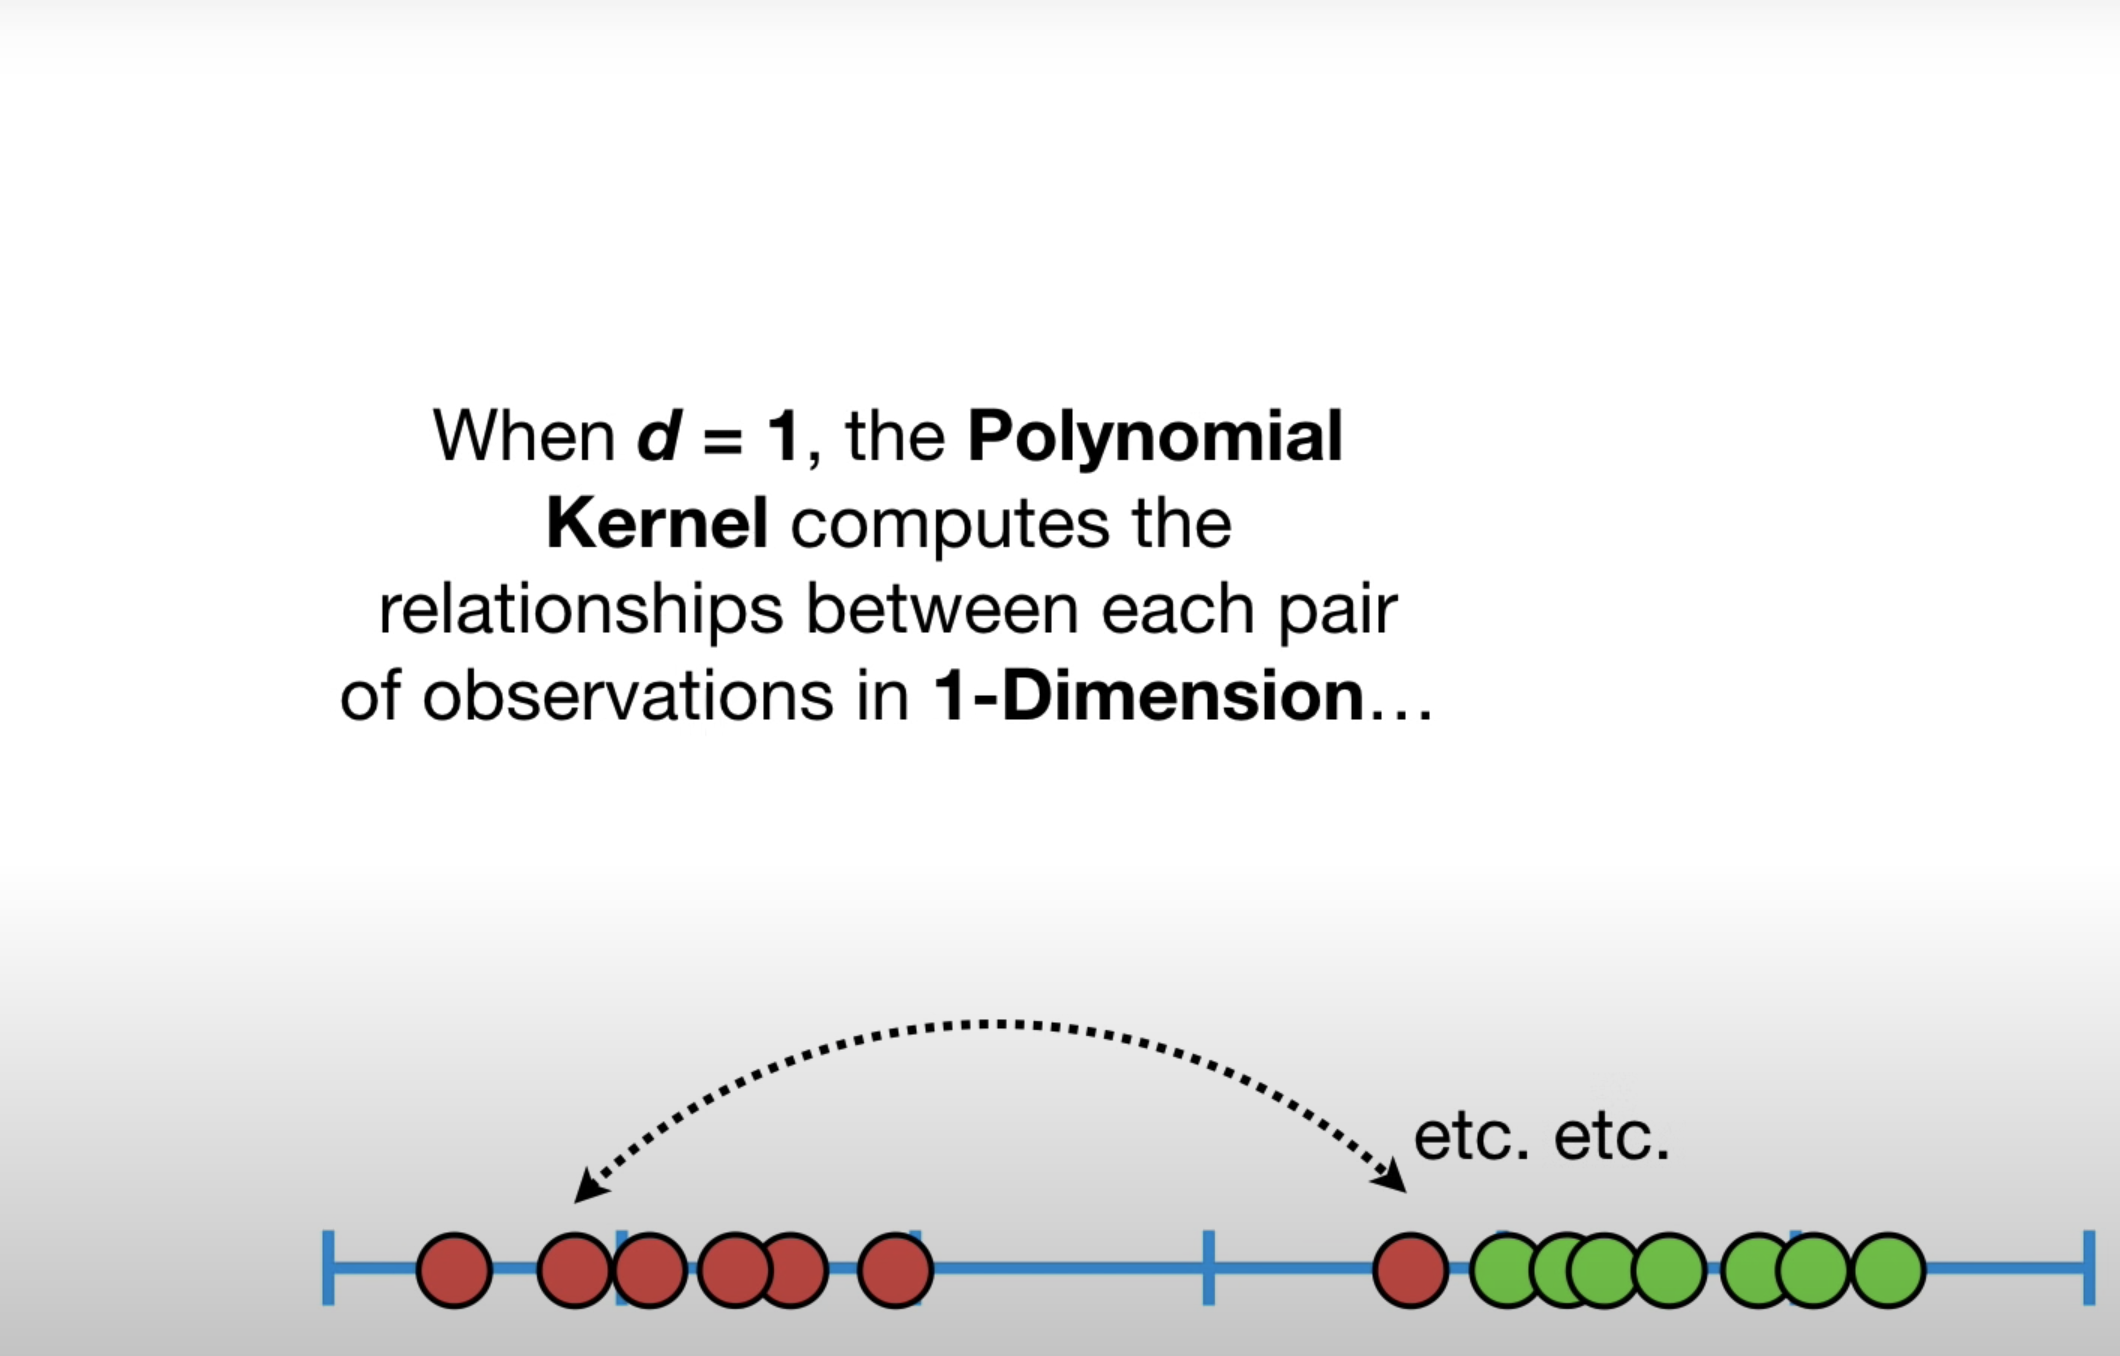 When d = 1, the Polynomial
Kernel computes the
relationships between each pair
of observations in 1-Dimension…
etc. etc.